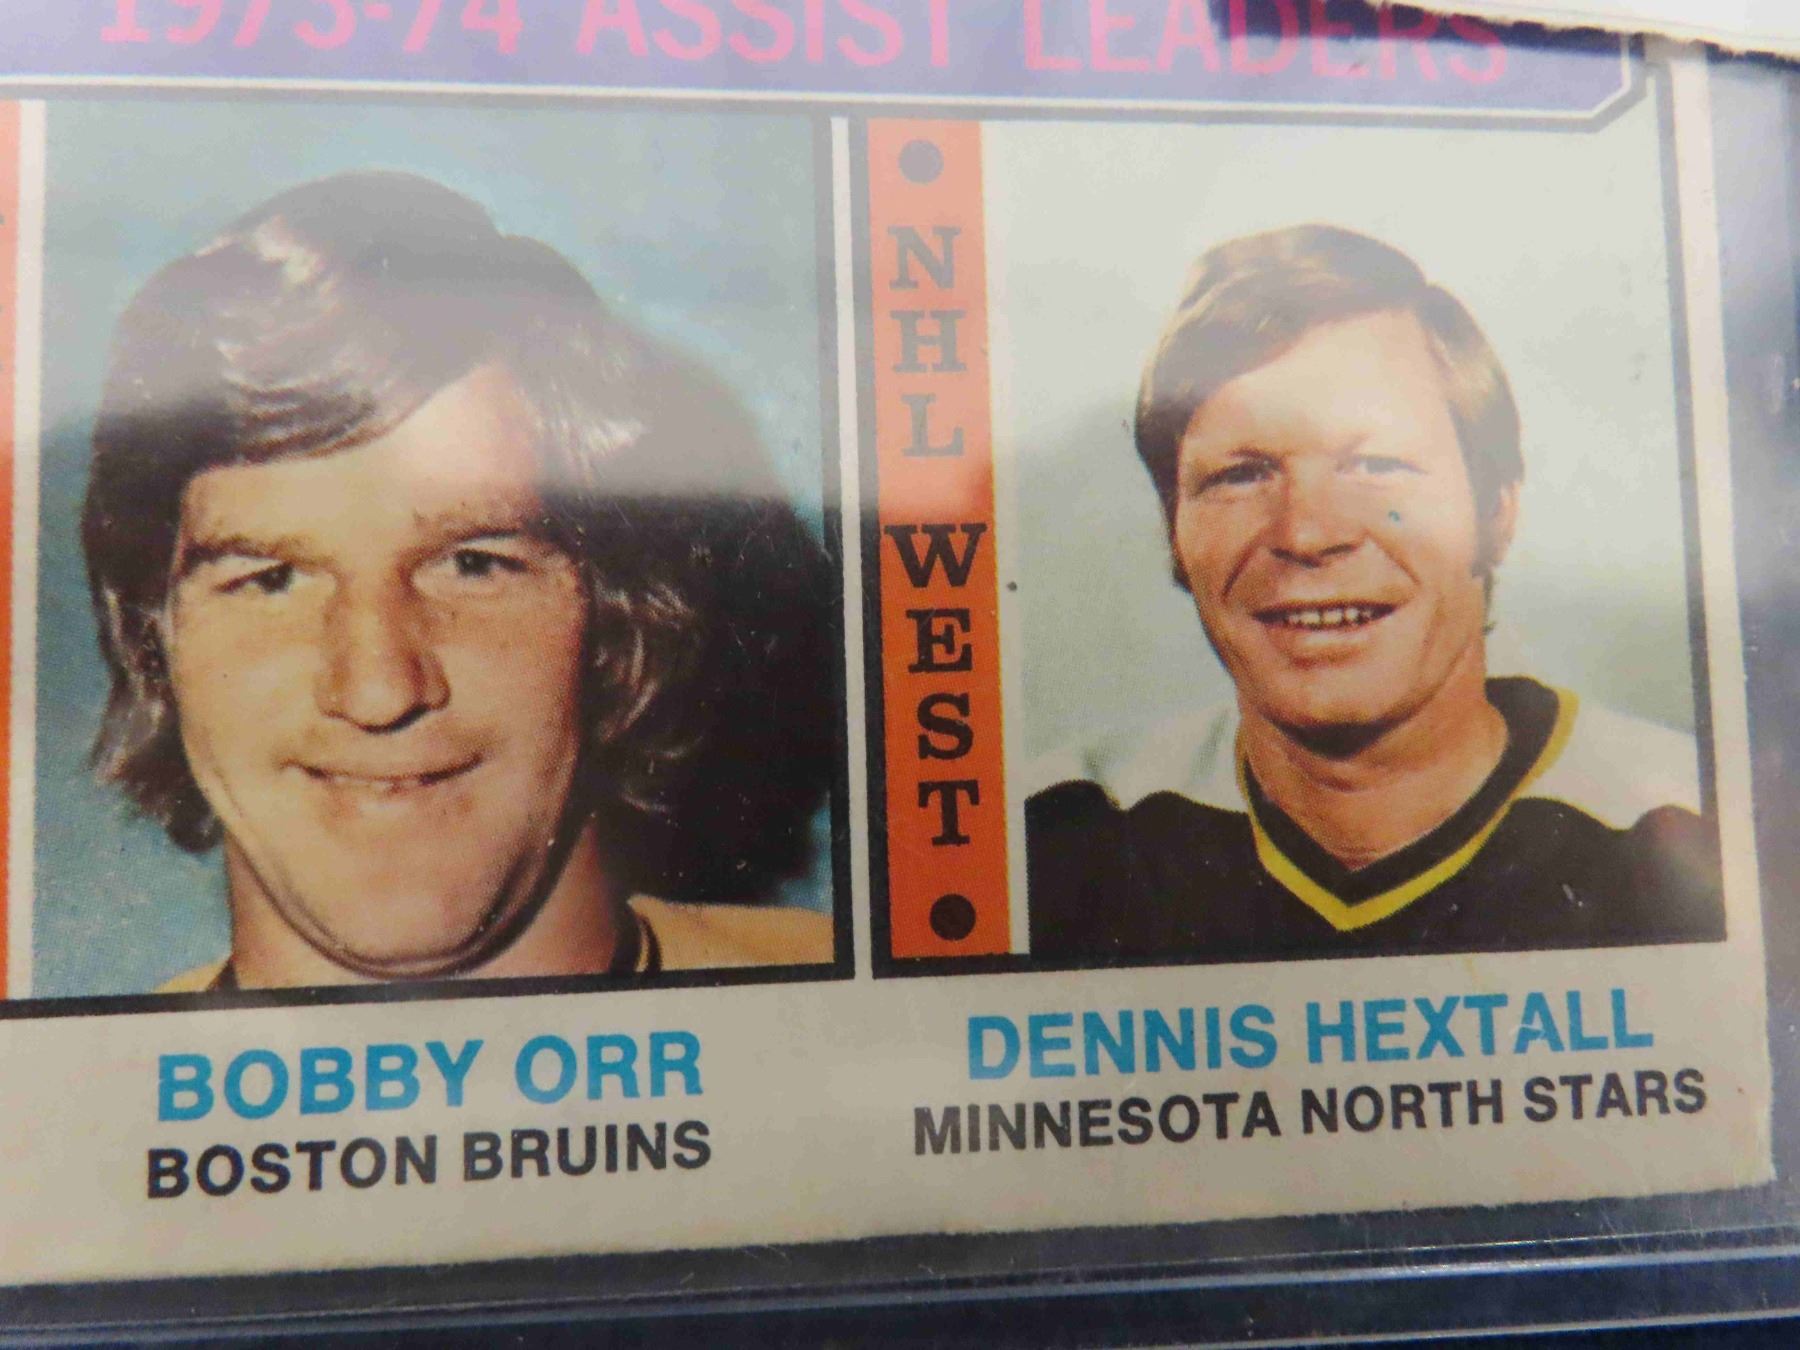 1973-74 ASSIST LEADERS
NHL WEST
BOBBY ORR
BOSTON BRUINS
DENNIS HEXTALL
MINNESOTA NORTH STARS